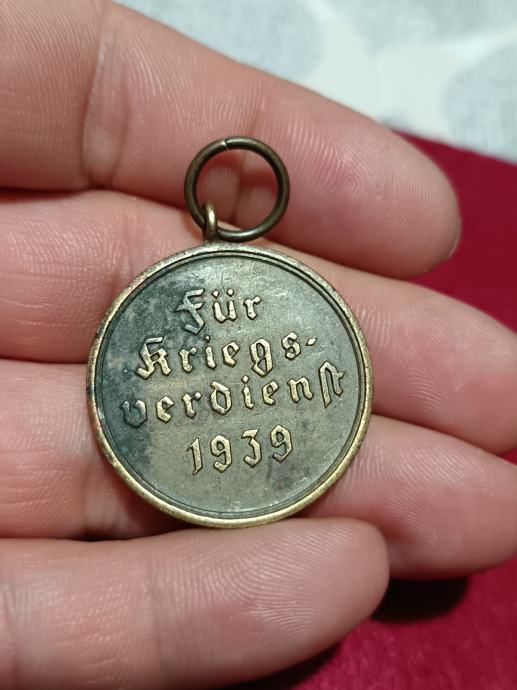 Für
Kriegs-
verdienst
1939